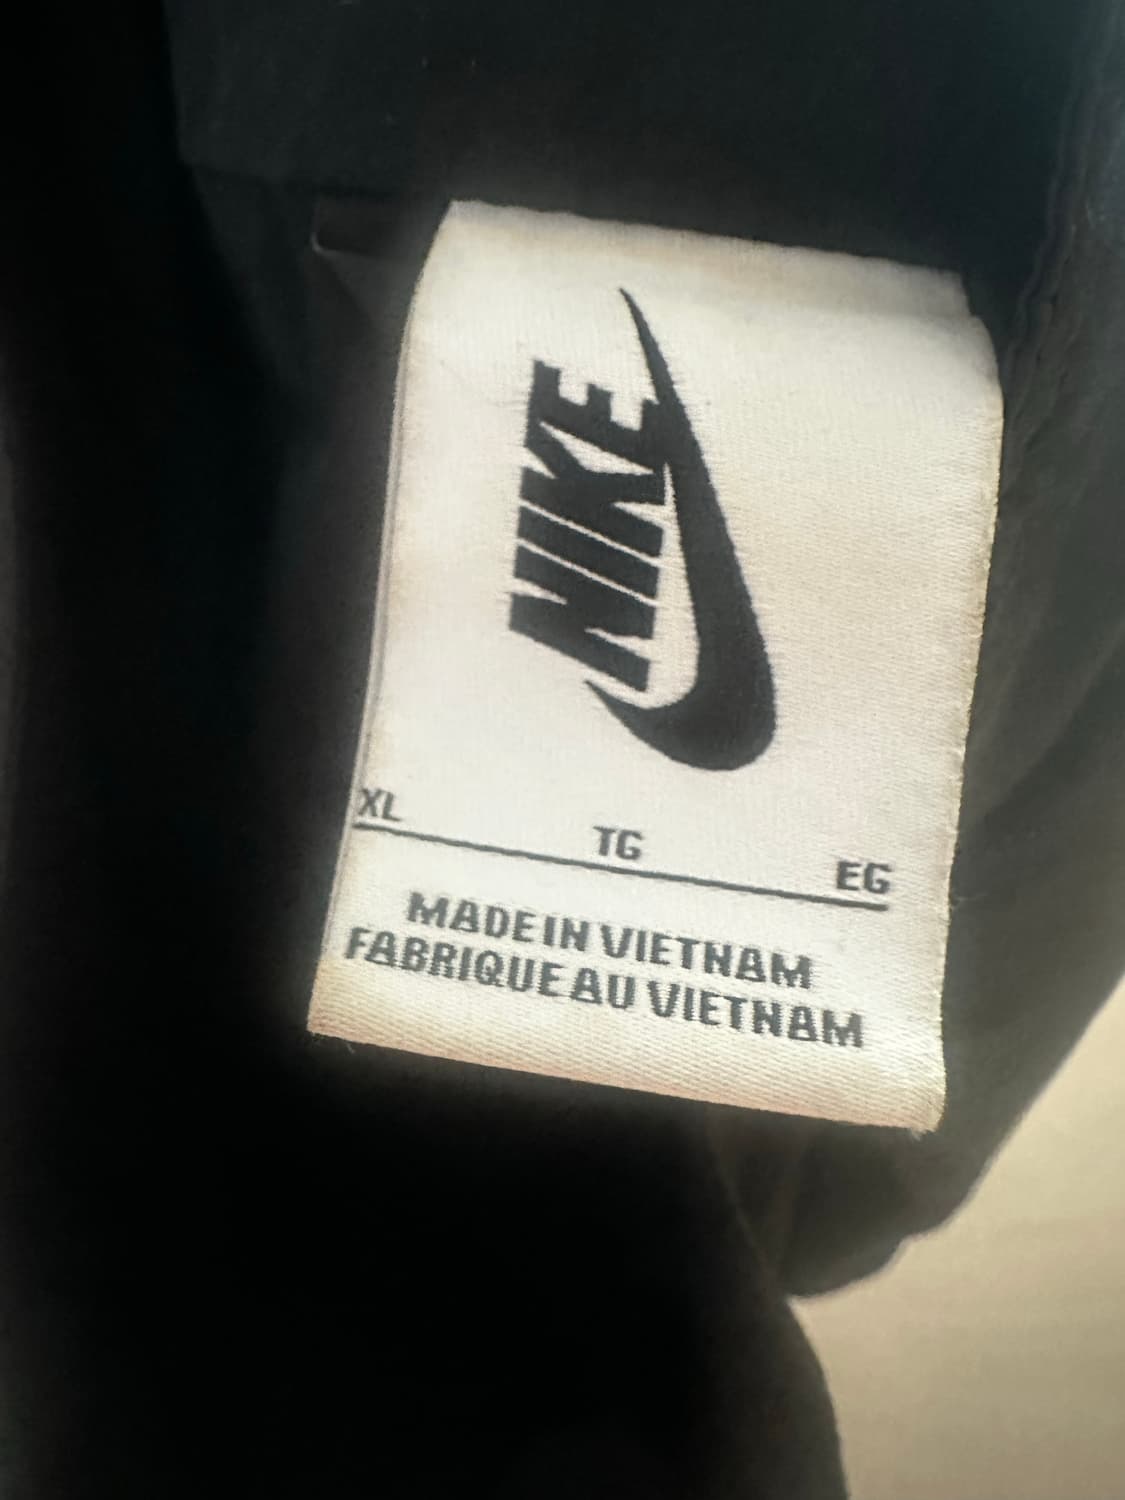 NIKE
XL TG EG
MADE IN VIETNAM
FABRIQUE AU VIETNAM